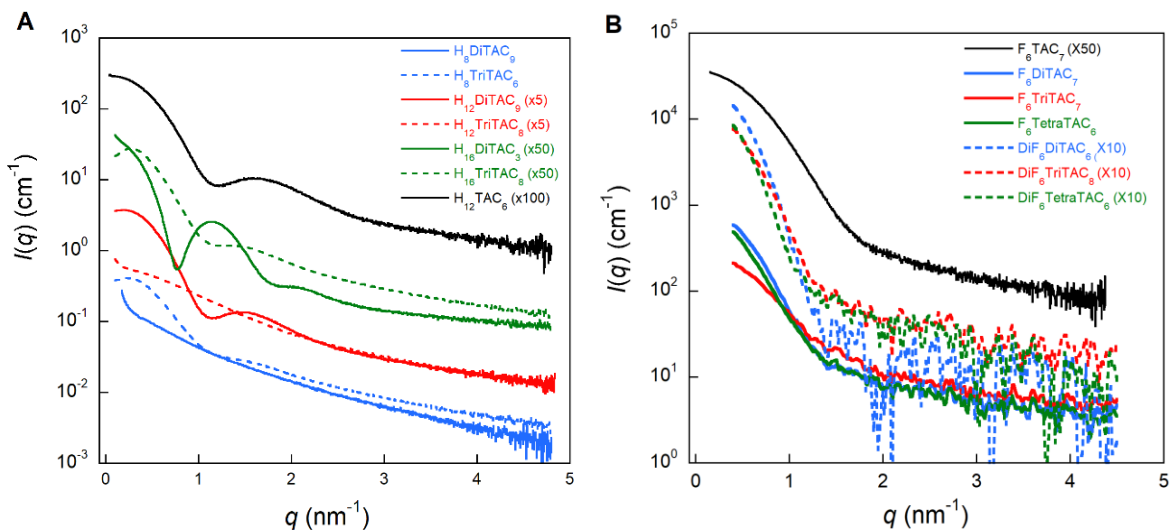 A
I(q) (cm⁻¹)
10³
10²
10¹
10⁰
10⁻¹
10⁻²
10⁻³
H₈DiTAC₉
H₈TriTAC₆
H₁₂DiTAC₉ (x5)
H₁₂TriTAC₈ (x5)
H₁₆DiTAC₃ (x50)
H₁₆TriTAC₈ (x50)
H₁₂TAC₆ (x100)
0 1 2 3 4 5
q (nm⁻¹)
B
I(q) (cm⁻¹)
10⁵
10⁴
10³
10²
10¹
10⁰
F₆TAC₇ (X50)
F₆DiTAC₇
F₆TriTAC₇
F₆TetraTAC₆
DiF₆DiTAC₆ (X10)
DiF₆TriTAC₈ (X10)
DiF₆TetraTAC₆ (X10)
0 1 2 3 4 5
q (nm⁻¹)